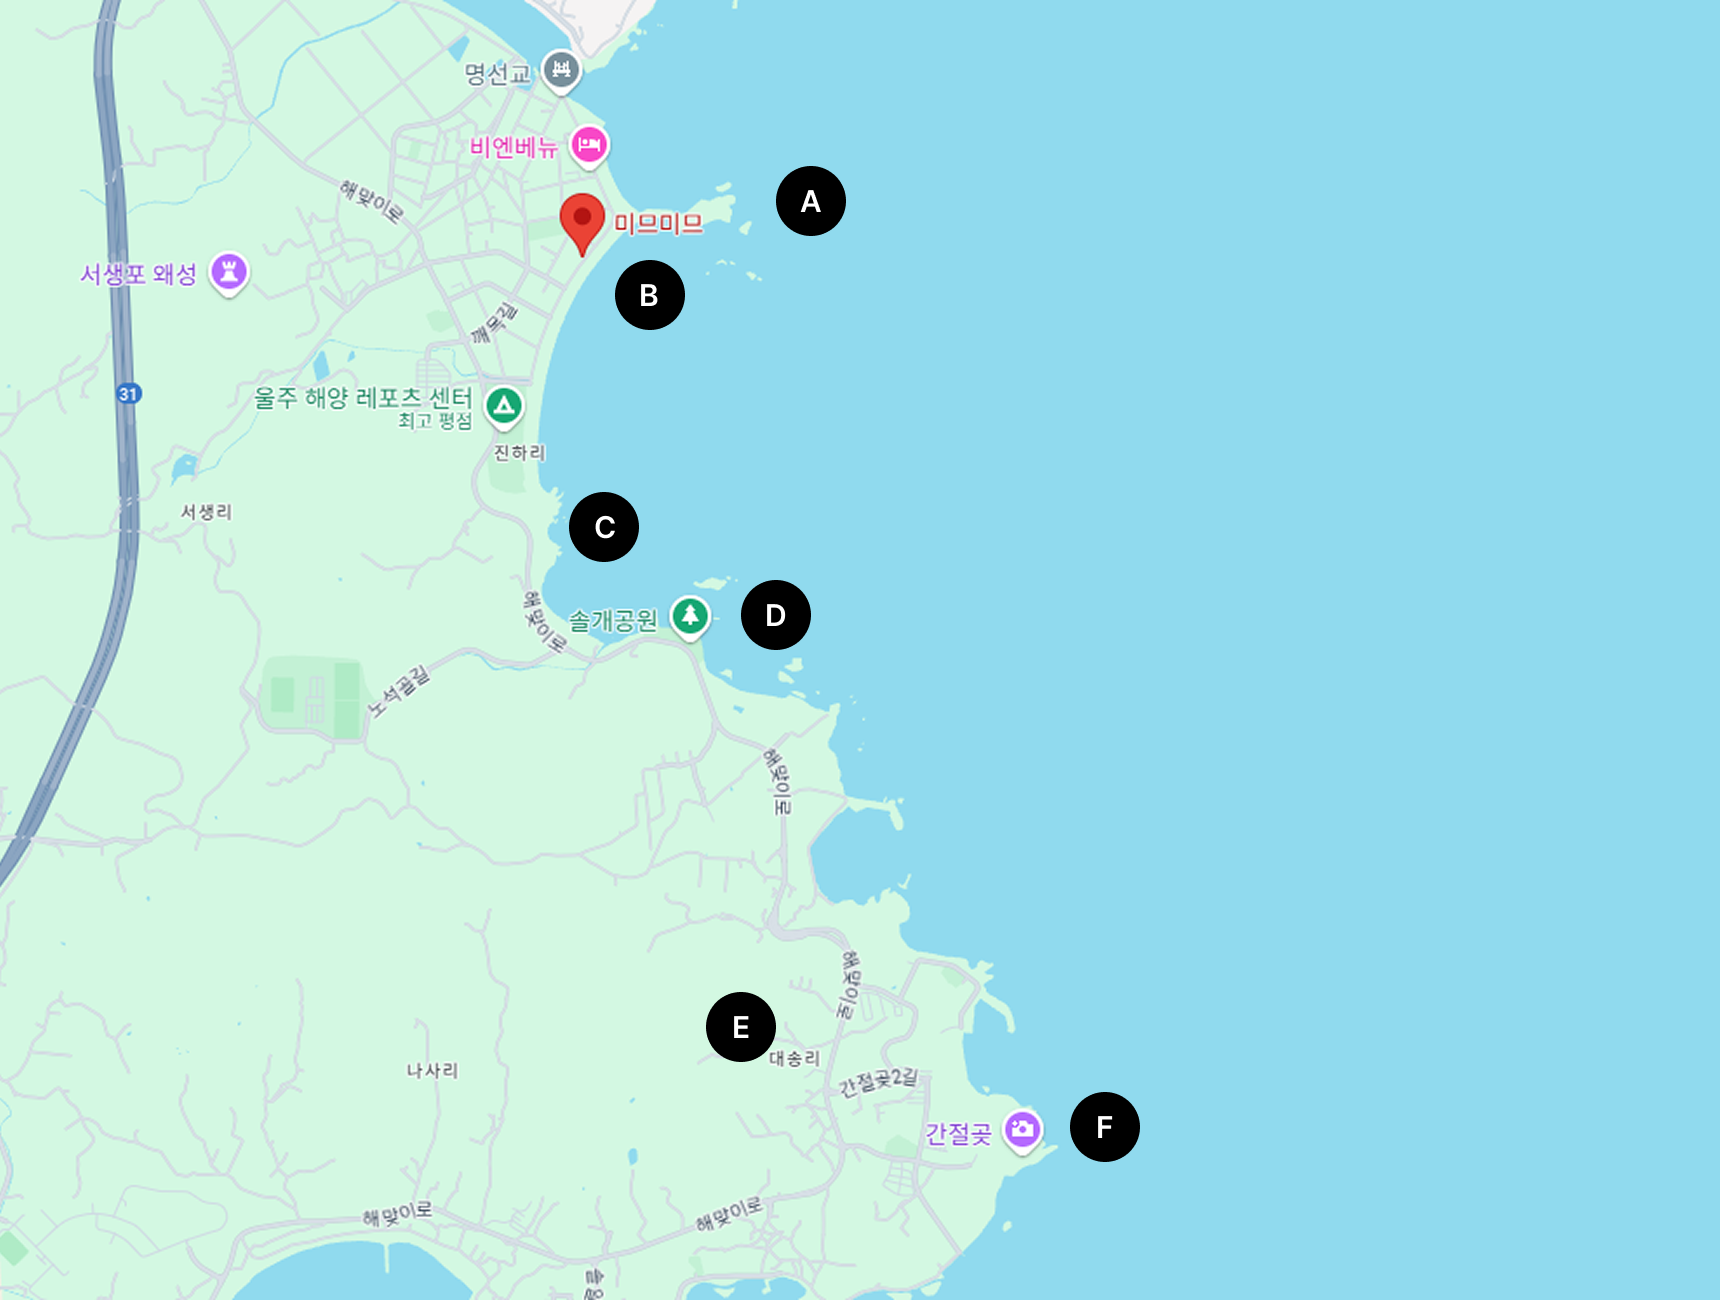 명선교
비엔베뉴
해맞이로
A
미므미므
서생포 왜성
B
깨목길
31
울주 해양 레포츠 센터
최고 평점
진하리
서생리
C
해맞이로
솔개공원
D
노석골길
해맞이로
해맞이로
E
대송리
나사리
간절곶2길
간절곶
F
해맞이로
해맞이로